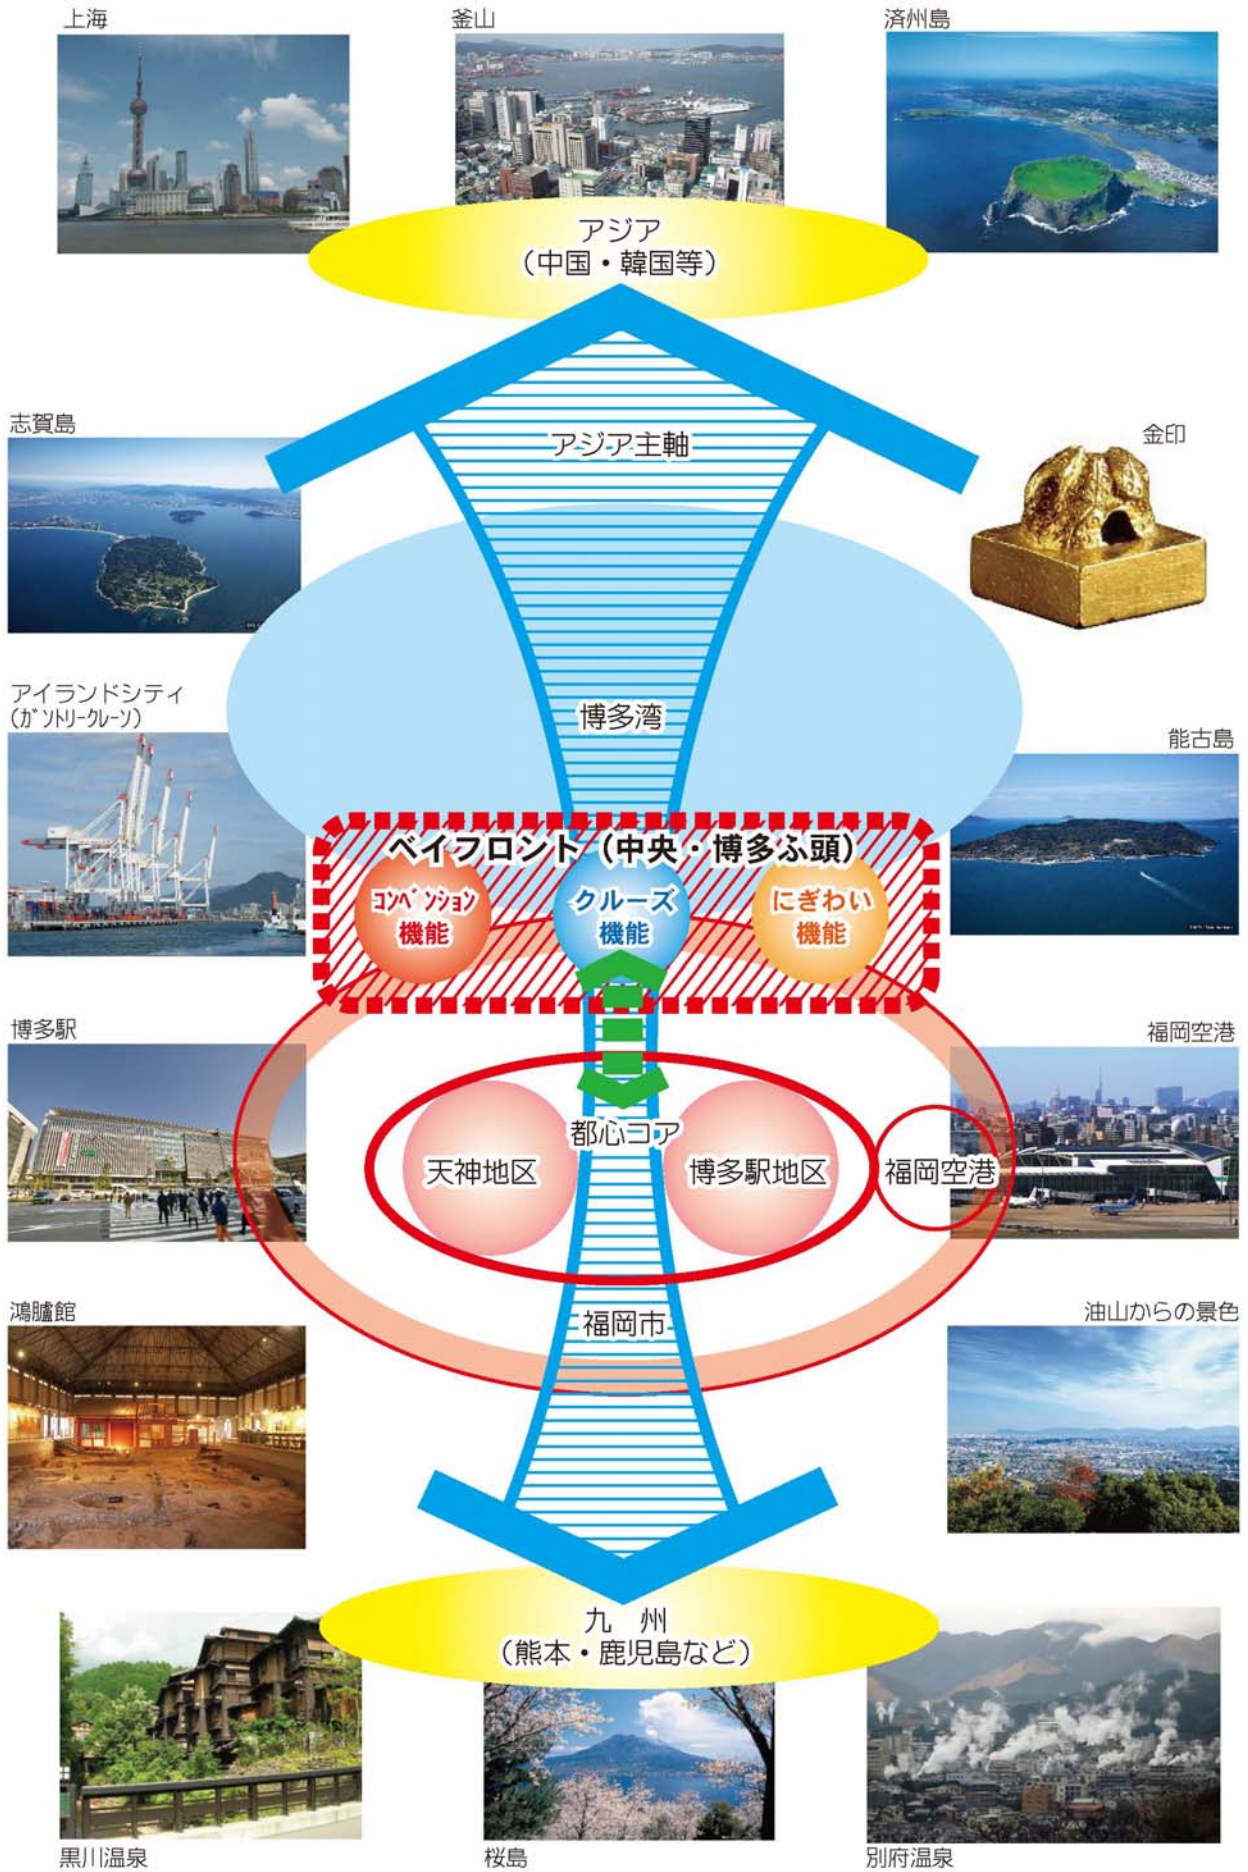 上海
釜山
済州島
アジア
（中国・韓国等）
志賀島
アジア主軸
金印
アイランドシティ
（ｶﾞﾝﾄﾘｰｸﾚｰﾝ）
博多湾
能古島
ベイフロント（中央・博多ふ頭）
ｺﾝﾍﾞﾝｼｮﾝ
機能
クルーズ
機能
にぎわい
機能
博多駅
福岡空港
都心コア
天神地区
博多駅地区
福岡空港
鴻臚館
福岡市
油山からの景色
九　州
（熊本・鹿児島など）
黒川温泉
桜島
別府温泉